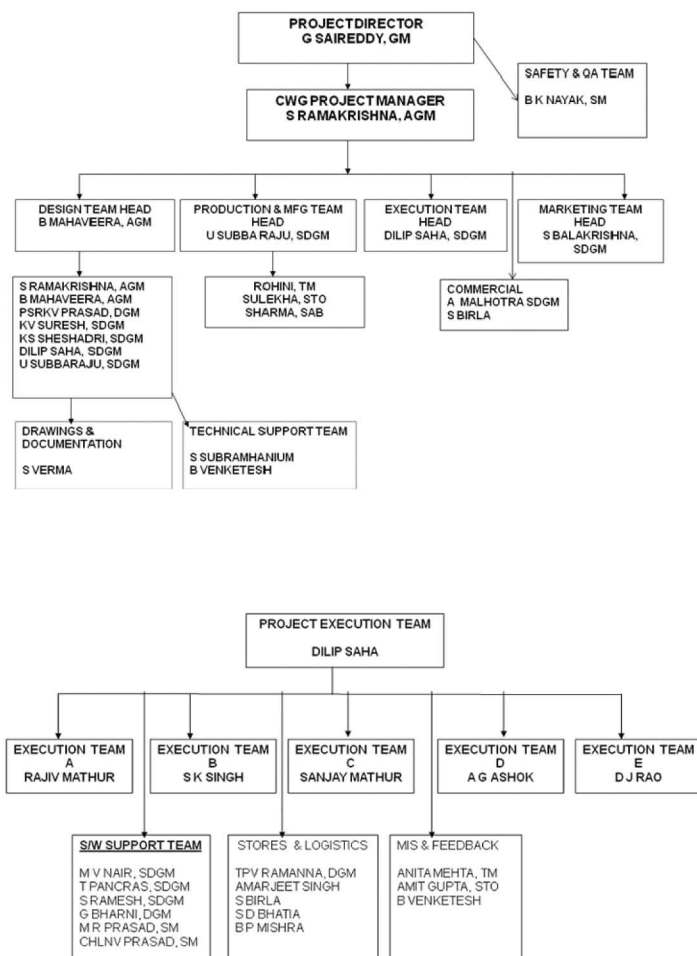 PROJECT DIRECTOR
G SAIREDDY, GM
SAFETY & QA TEAM
B K NAYAK, SM
CWG PROJECT MANAGER
S RAMAKRISHNA, AGM
DESIGN TEAM HEAD
B MAHAVEERA, AGM
PRODUCTION & MFG TEAM
HEAD
U SUBBA RAJU, SDGM
EXECUTION TEAM
HEAD
DILIP SAHA, SDGM
MARKETING TEAM
HEAD
S BALAKRISHNA,
SDGM
S RAMAKRISHNA, AGM
B MAHAVEERA, AGM
PSRKV PRASAD, DGM
KV SURESH, SDGM
KS SHESHADRI, SDGM
DILIP SAHA, SDGM
U SUBBARAJU, SDGM
ROHINI, TM
SULEKHA, STO
SHARMA, SAB
COMMERCIAL
A MALHOTRA SDGM
S BIRLA
DRAWINGS &
DOCUMENTATION
S VERMA
TECHNICAL SUPPORT TEAM
S SUBRAMHANIUM
B VENKETESH
PROJECT EXECUTION TEAM
DILIP SAHA
EXECUTION TEAM
A
RAJIV MATHUR
EXECUTION TEAM
B
S K SINGH
EXECUTION TEAM
C
SANJAY MATHUR
EXECUTION TEAM
D
A G ASHOK
EXECUTION TEAM
E
D J RAO
S/W SUPPORT TEAM
M V NAIR, SDGM
T PANCRAS, SDGM
S RAMESH, SDGM
G BHARNI, DGM
M R PRASAD, SM
CHLNV PRASAD, SM
STORES & LOGISTICS
TPV RAMANNA, DGM
AMARJEET SINGH
S BIRLA
S D BHATIA
B P MISHRA
MIS & FEEDBACK
ANITA MEHTA, TM
AMIT GUPTA, STO
B VENKETESH